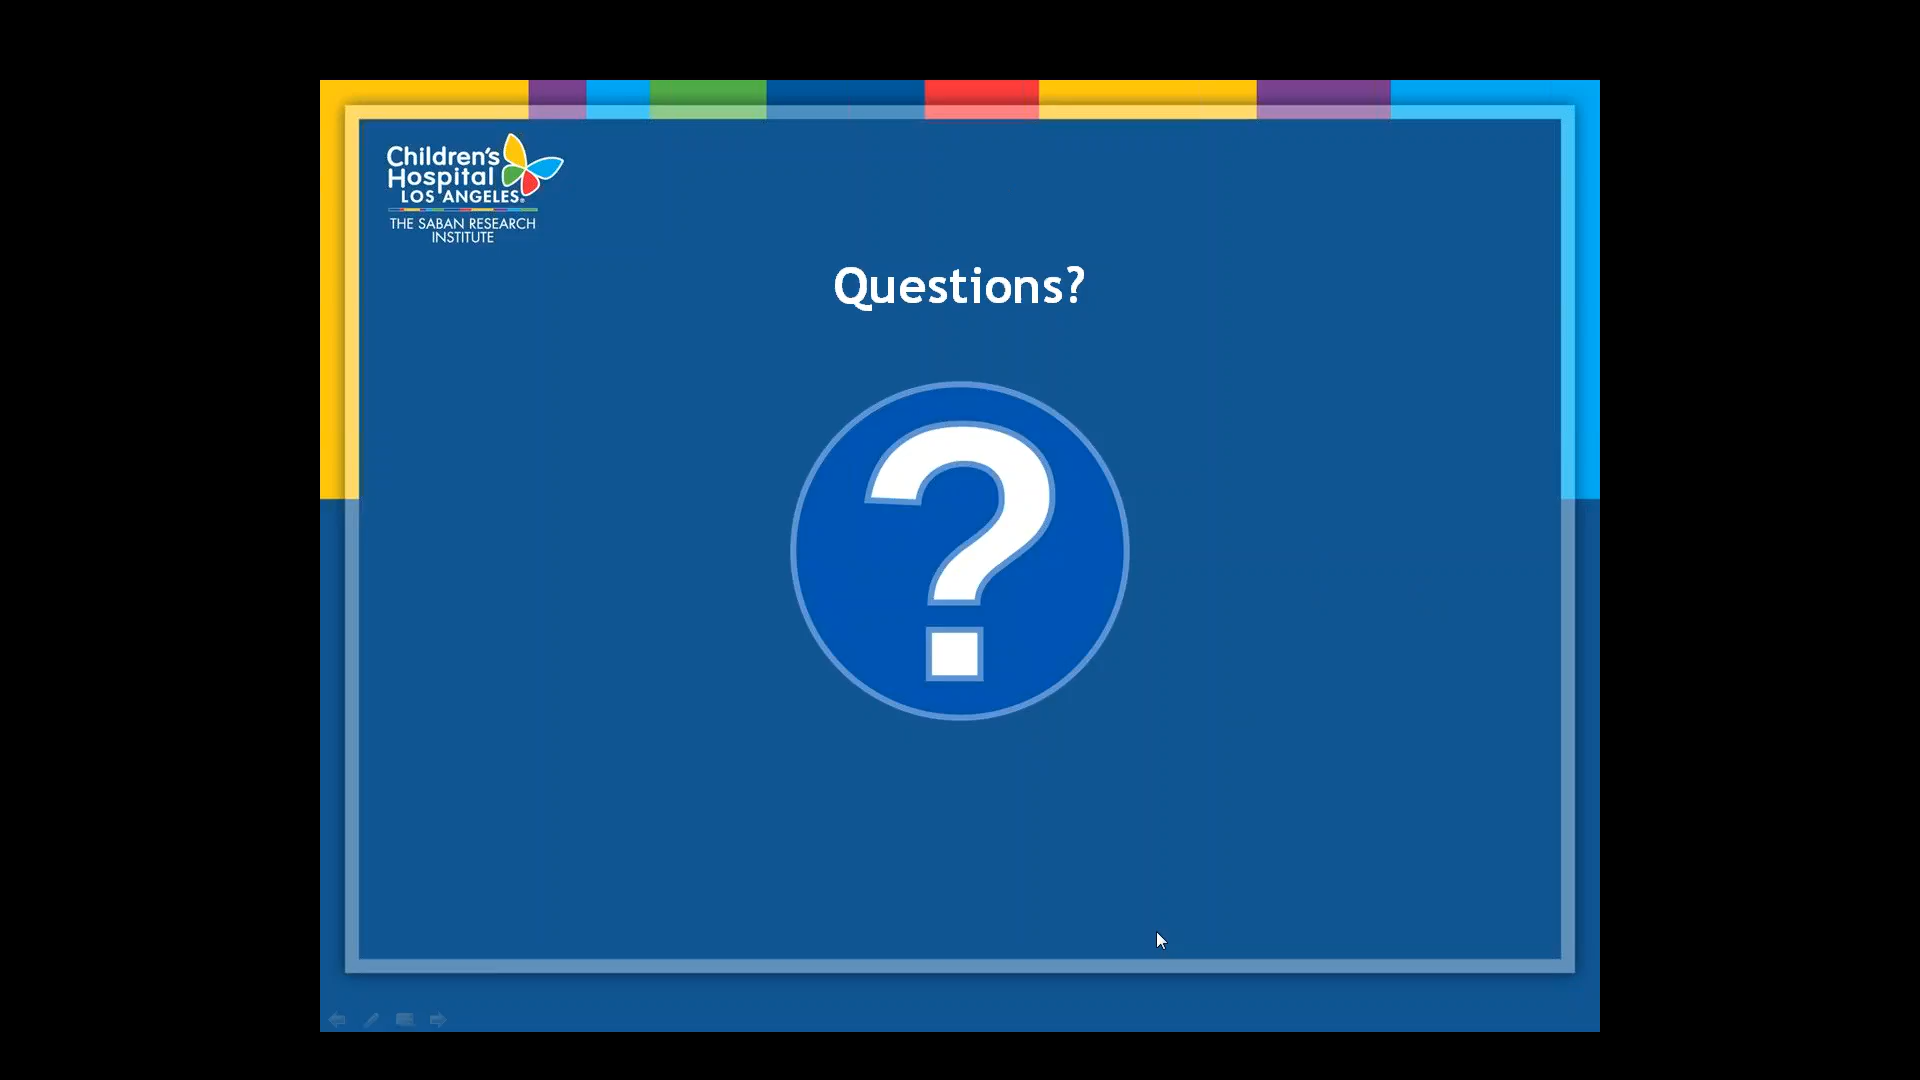 Children's
Hospital
LOS ANGELES®
THE SABAN RESEARCH
INSTITUTE
Questions?
?